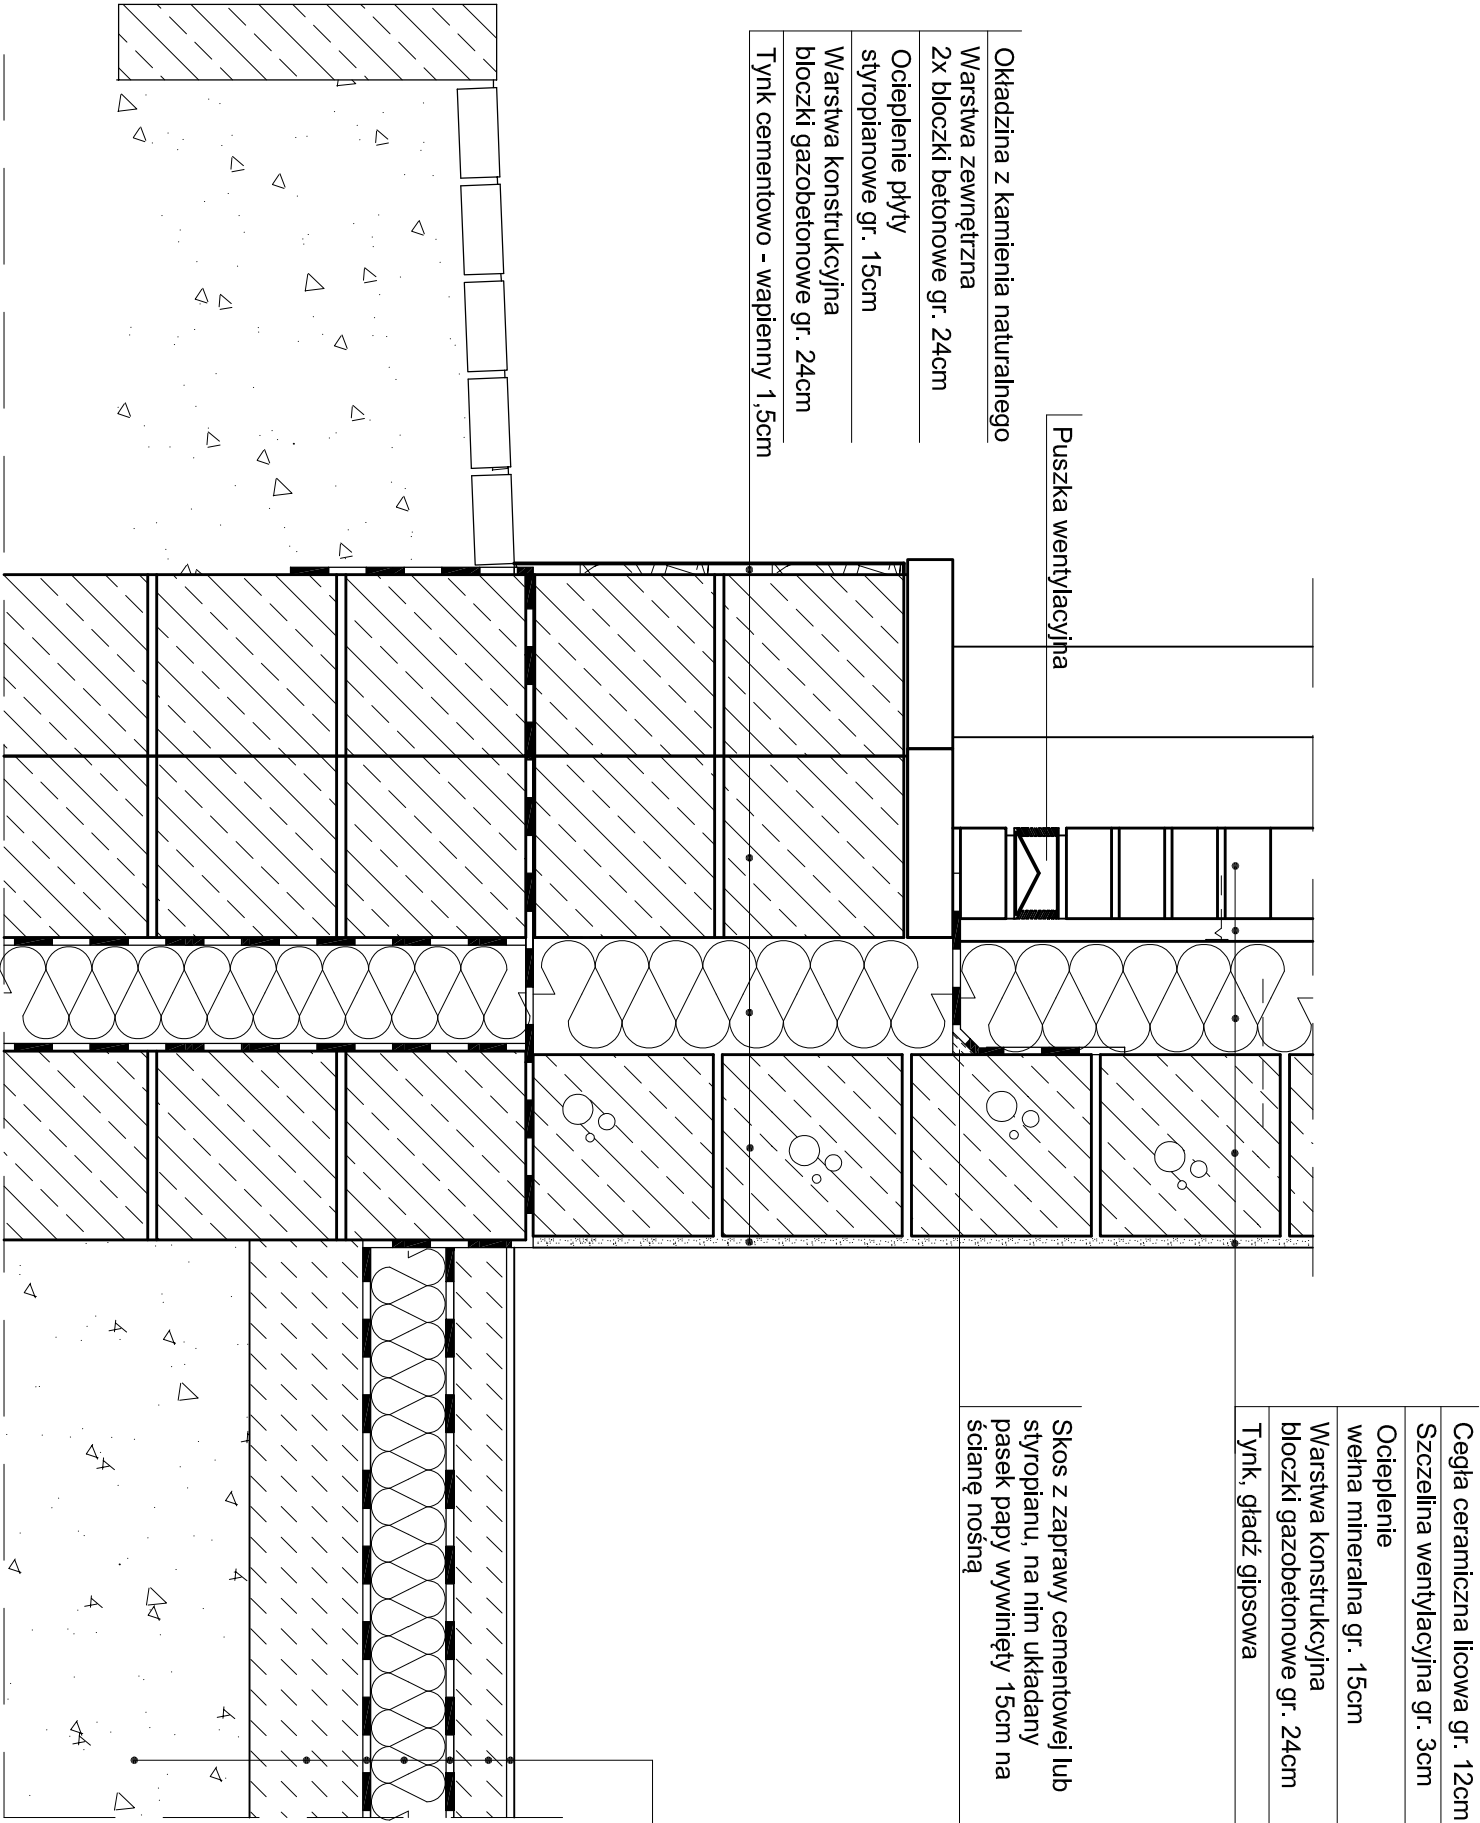 Okładzina z kamienia naturalnego
Warstwa zewnętrzna
2x bloczki betonowe gr. 24cm
Ocieplenie płyty
styropianowe gr. 15cm
Warstwa konstrukcyjna
bloczki gazobetonowe gr. 24cm
Tynk cementowo - wapienny 1,5cm
Puszka wentylacyjna
Cegła ceramiczna licowa gr. 12cm
Szczelina wentylacyjna gr. 3cm
Ocieplenie
wełna mineralna gr. 15cm
Warstwa konstrukcyjna
bloczki gazobetonowe gr. 24cm
Tynk, gładź gipsowa
Skos z zaprawy cementowej lub
styropianu, na nim układany
pasek papy wywinięty 15cm na
ścianę nośną